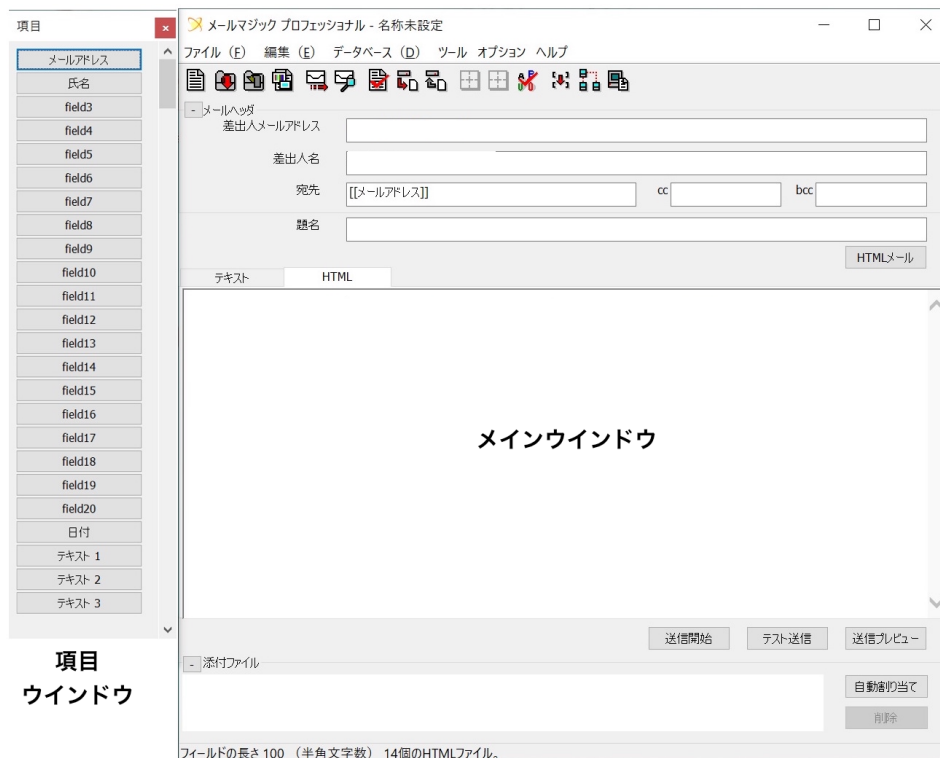 項目
メールアドレス
氏名
field3
field4
field5
field6
field7
field8
field9
field10
field11
field12
field13
field14
field15
field16
field17
field18
field19
field20
日付
テキスト 1
テキスト 2
テキスト 3
項目
ウインドウ
メールマジック プロフェッショナル - 名称未設定
ファイル (F) 編集 (E) データベース (D) ツール オプション ヘルプ
メールヘッダ
差出人メールアドレス
差出人名
宛先 [[メールアドレス]] cc bcc
題名
HTMLメール
テキスト HTML
メインウインドウ
送信開始 テスト送信 送信プレビュー
添付ファイル
自動割り当て
削除
フィールドの長さ 100 (半角文字数) 14個のHTMLファイル。